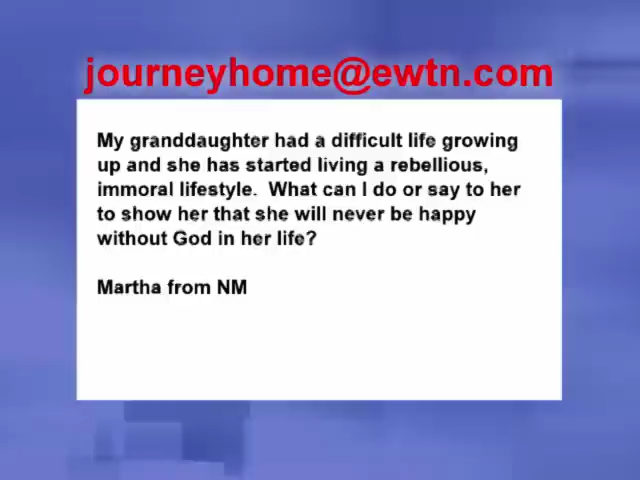 journeyhome@ewtn.com
My granddaughter had a difficult life growing
up and she has started living a rebellious,
immoral lifestyle.  What can I do or say to her
to show her that she will never be happy
without God in her life?
Martha from NM